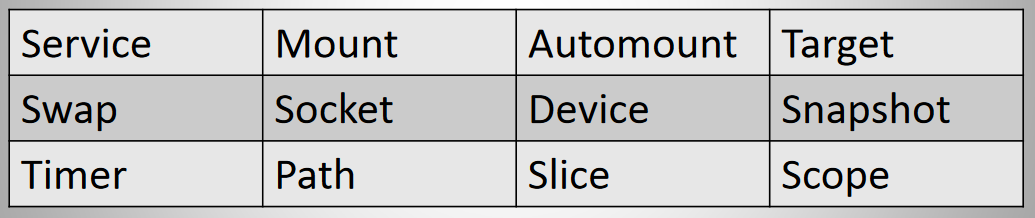 Service Mount Automount Target
Swap Socket Device Snapshot
Timer Path Slice Scope